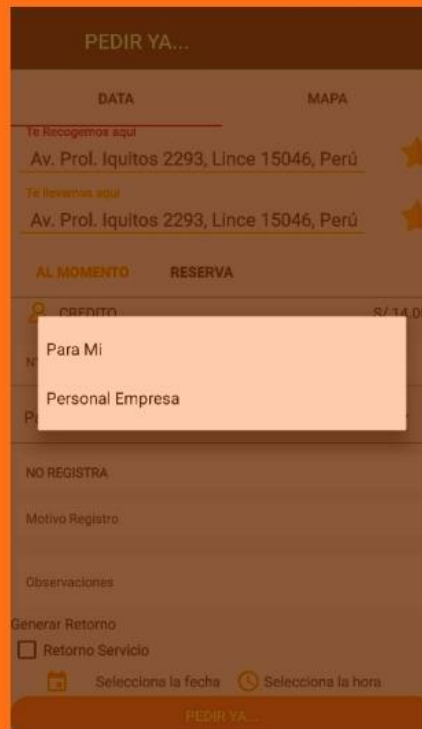 PEDIR YA...
DATA MAPA
Te Recogemos aqui
Av. Prol. Iquitos 2293, Lince 15046, Perú
Te llevamos aqui
Av. Prol. Iquitos 2293, Lince 15046, Perú
AL MOMENTO RESERVA
CREDITO S/ 14.0
Para Mi
Personal Empresa
NO REGISTRA
Motivo Registro
Observaciones
Generar Retorno
Retorno Servicio
Selecciona la fecha Selecciona la hora
PEDIR YA...